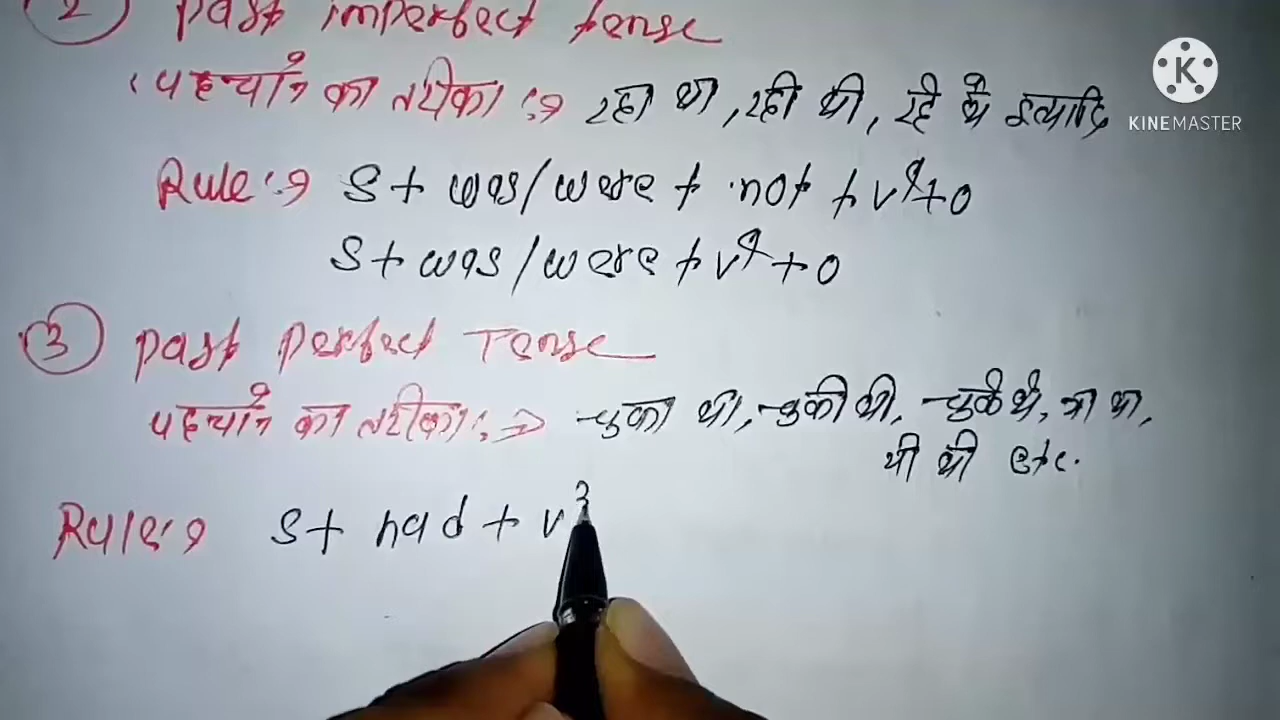 2 past imperfect tense
पहचान का तरीका :→ रहा था, रही थी, रहे थे इत्यादि
KINEMASTER
Rule :→ S + was/were + not + v⁴ + o
S + was/were + v⁴ + o
3 past perfect Tense
पहचान का तरीका :→ चुका था, चुकी थी, चुके थे, था,
थी etc.
Rule :→ S + had + v³